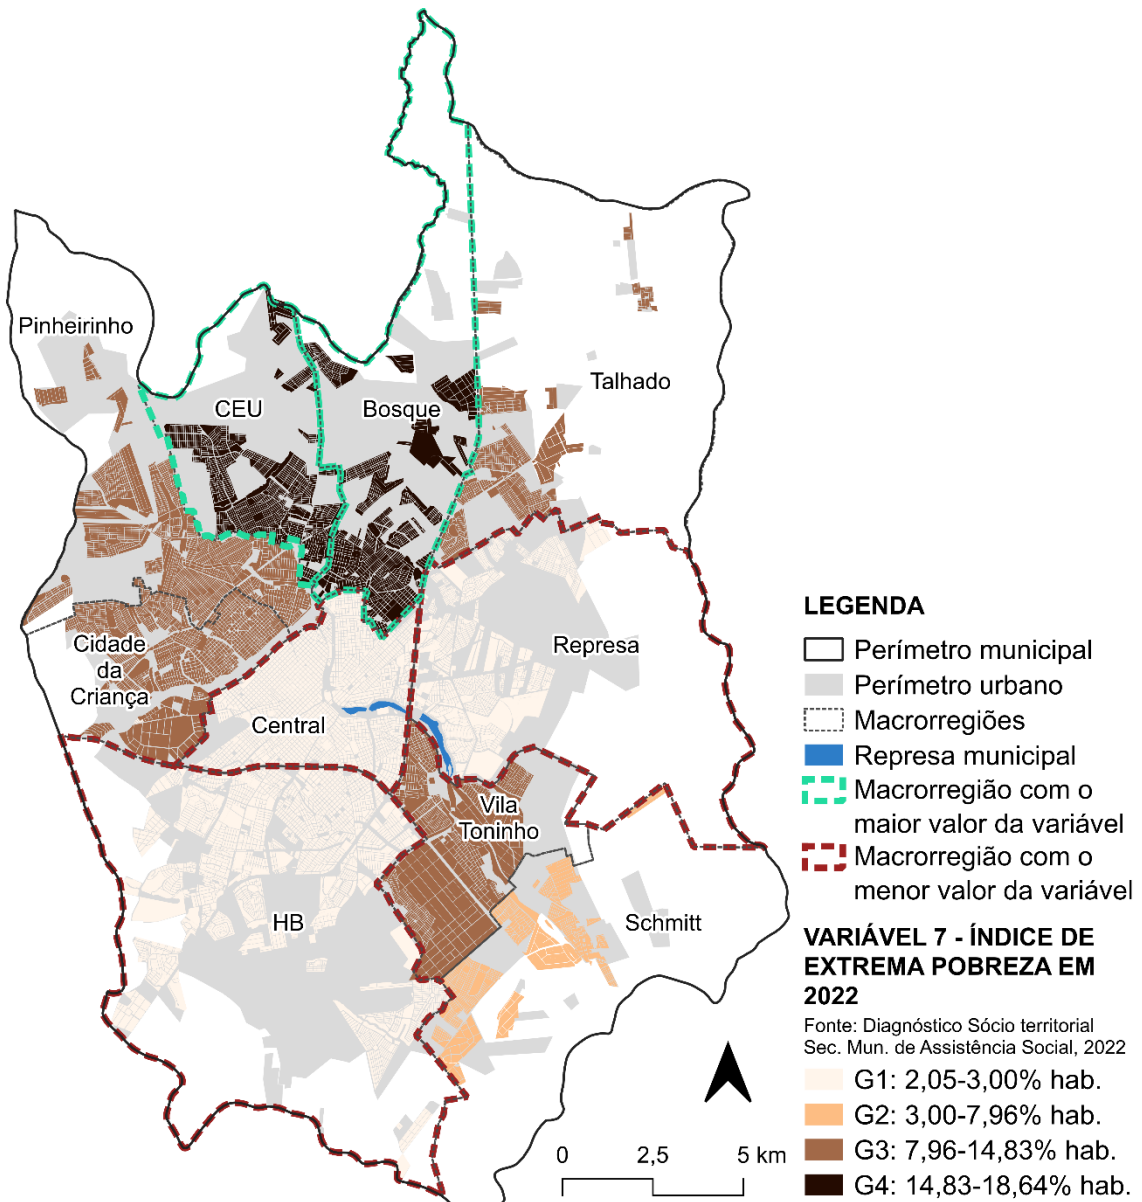 Pinheirinho
CEU
Bosque
Talhado
Cidade
da
Criança
Central
Represa
Vila
Toninho
HB
Schmitt
LEGENDA
Perímetro municipal
Perímetro urbano
Macrorregiões
Represa municipal
Macrorregião com o
maior valor da variável
Macrorregião com o
menor valor da variável
VARIÁVEL 7 - ÍNDICE DE
EXTREMA POBREZA EM
2022
Fonte: Diagnóstico Sócio territorial
Sec. Mun. de Assistência Social, 2022
G1: 2,05-3,00% hab.
G2: 3,00-7,96% hab.
G3: 7,96-14,83% hab.
G4: 14,83-18,64% hab.
0 2,5 5 km